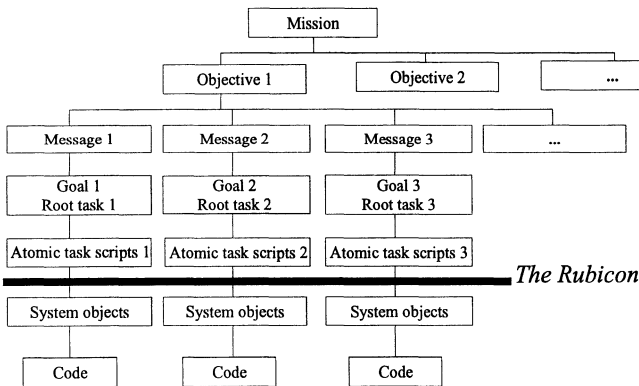 Mission
Objective 1
Objective 2
...
Message 1
Message 2
Message 3
...
Goal 1
Root task 1
Goal 2
Root task 2
Goal 3
Root task 3
Atomic task scripts 1
Atomic task scripts 2
Atomic task scripts 3
The Rubicon
System objects
System objects
System objects
Code
Code
Code